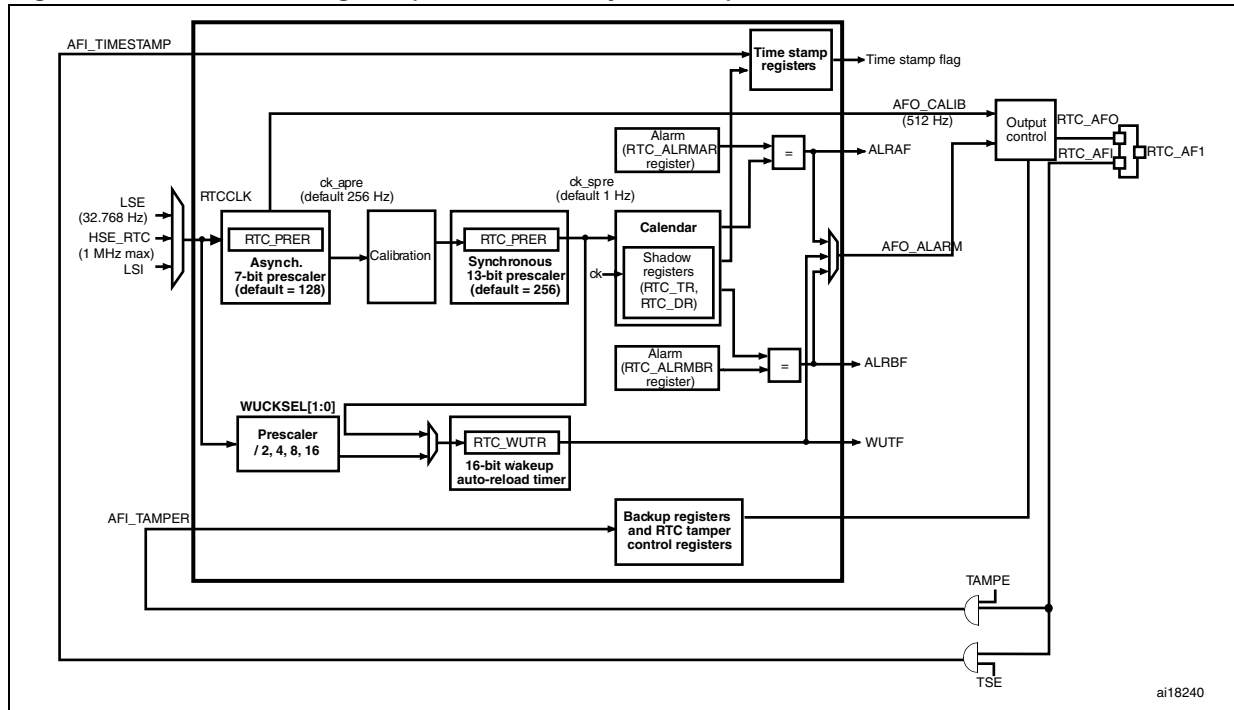 AFI_TIMESTAMP
Time stamp
registers
Time stamp flag
AFO_CALIB
(512 Hz)
Output
control
RTC_AFO
RTC_AFI
RTC_AF1
Alarm
(RTC_ALRMAR
register)
=
ALRAF
RTCCLK
ck_apre
(default 256 Hz)
ck_spre
(default 1 Hz)
LSE
(32.768 Hz)
HSE_RTC
(1 MHz max)
LSI
RTC_PRER
Asynch.
7-bit prescaler
(default = 128)
Calibration
RTC_PRER
Synchronous
13-bit prescaler
(default = 256)
Calendar
ck
Shadow
registers
(RTC_TR,
RTC_DR)
AFO_ALARM
Alarm
(RTC_ALRMBR
register)
=
ALRBF
WUCKSEL[1:0]
Prescaler
/ 2, 4, 8, 16
RTC_WUTR
16-bit wakeup
auto-reload timer
WUTF
AFI_TAMPER
Backup registers
and RTC tamper
control registers
TAMPE
TSE
ai18240